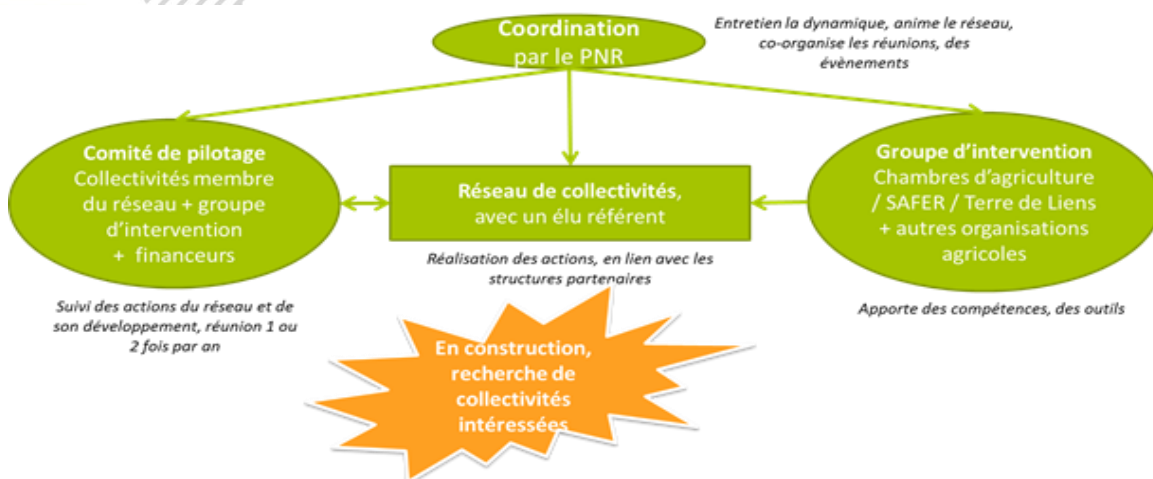 Coordination
par le PNR
Entretien la dynamique, anime le réseau,
co-organise les réunions, des
évènements
Comité de pilotage
Collectivités membre
du réseau + groupe
d'intervention
+ financeurs
Suivi des actions du réseau et de
son développement, réunion 1 ou
2 fois par an
Réseau de collectivités,
avec un élu référent
Réalisation des actions, en lien avec les
structures partenaires
En construction,
recherche de
collectivités
intéressées
Groupe d'intervention
Chambres d'agriculture
/ SAFER / Terre de Liens
+ autres organisations
agricoles
Apporte des compétences, des outils